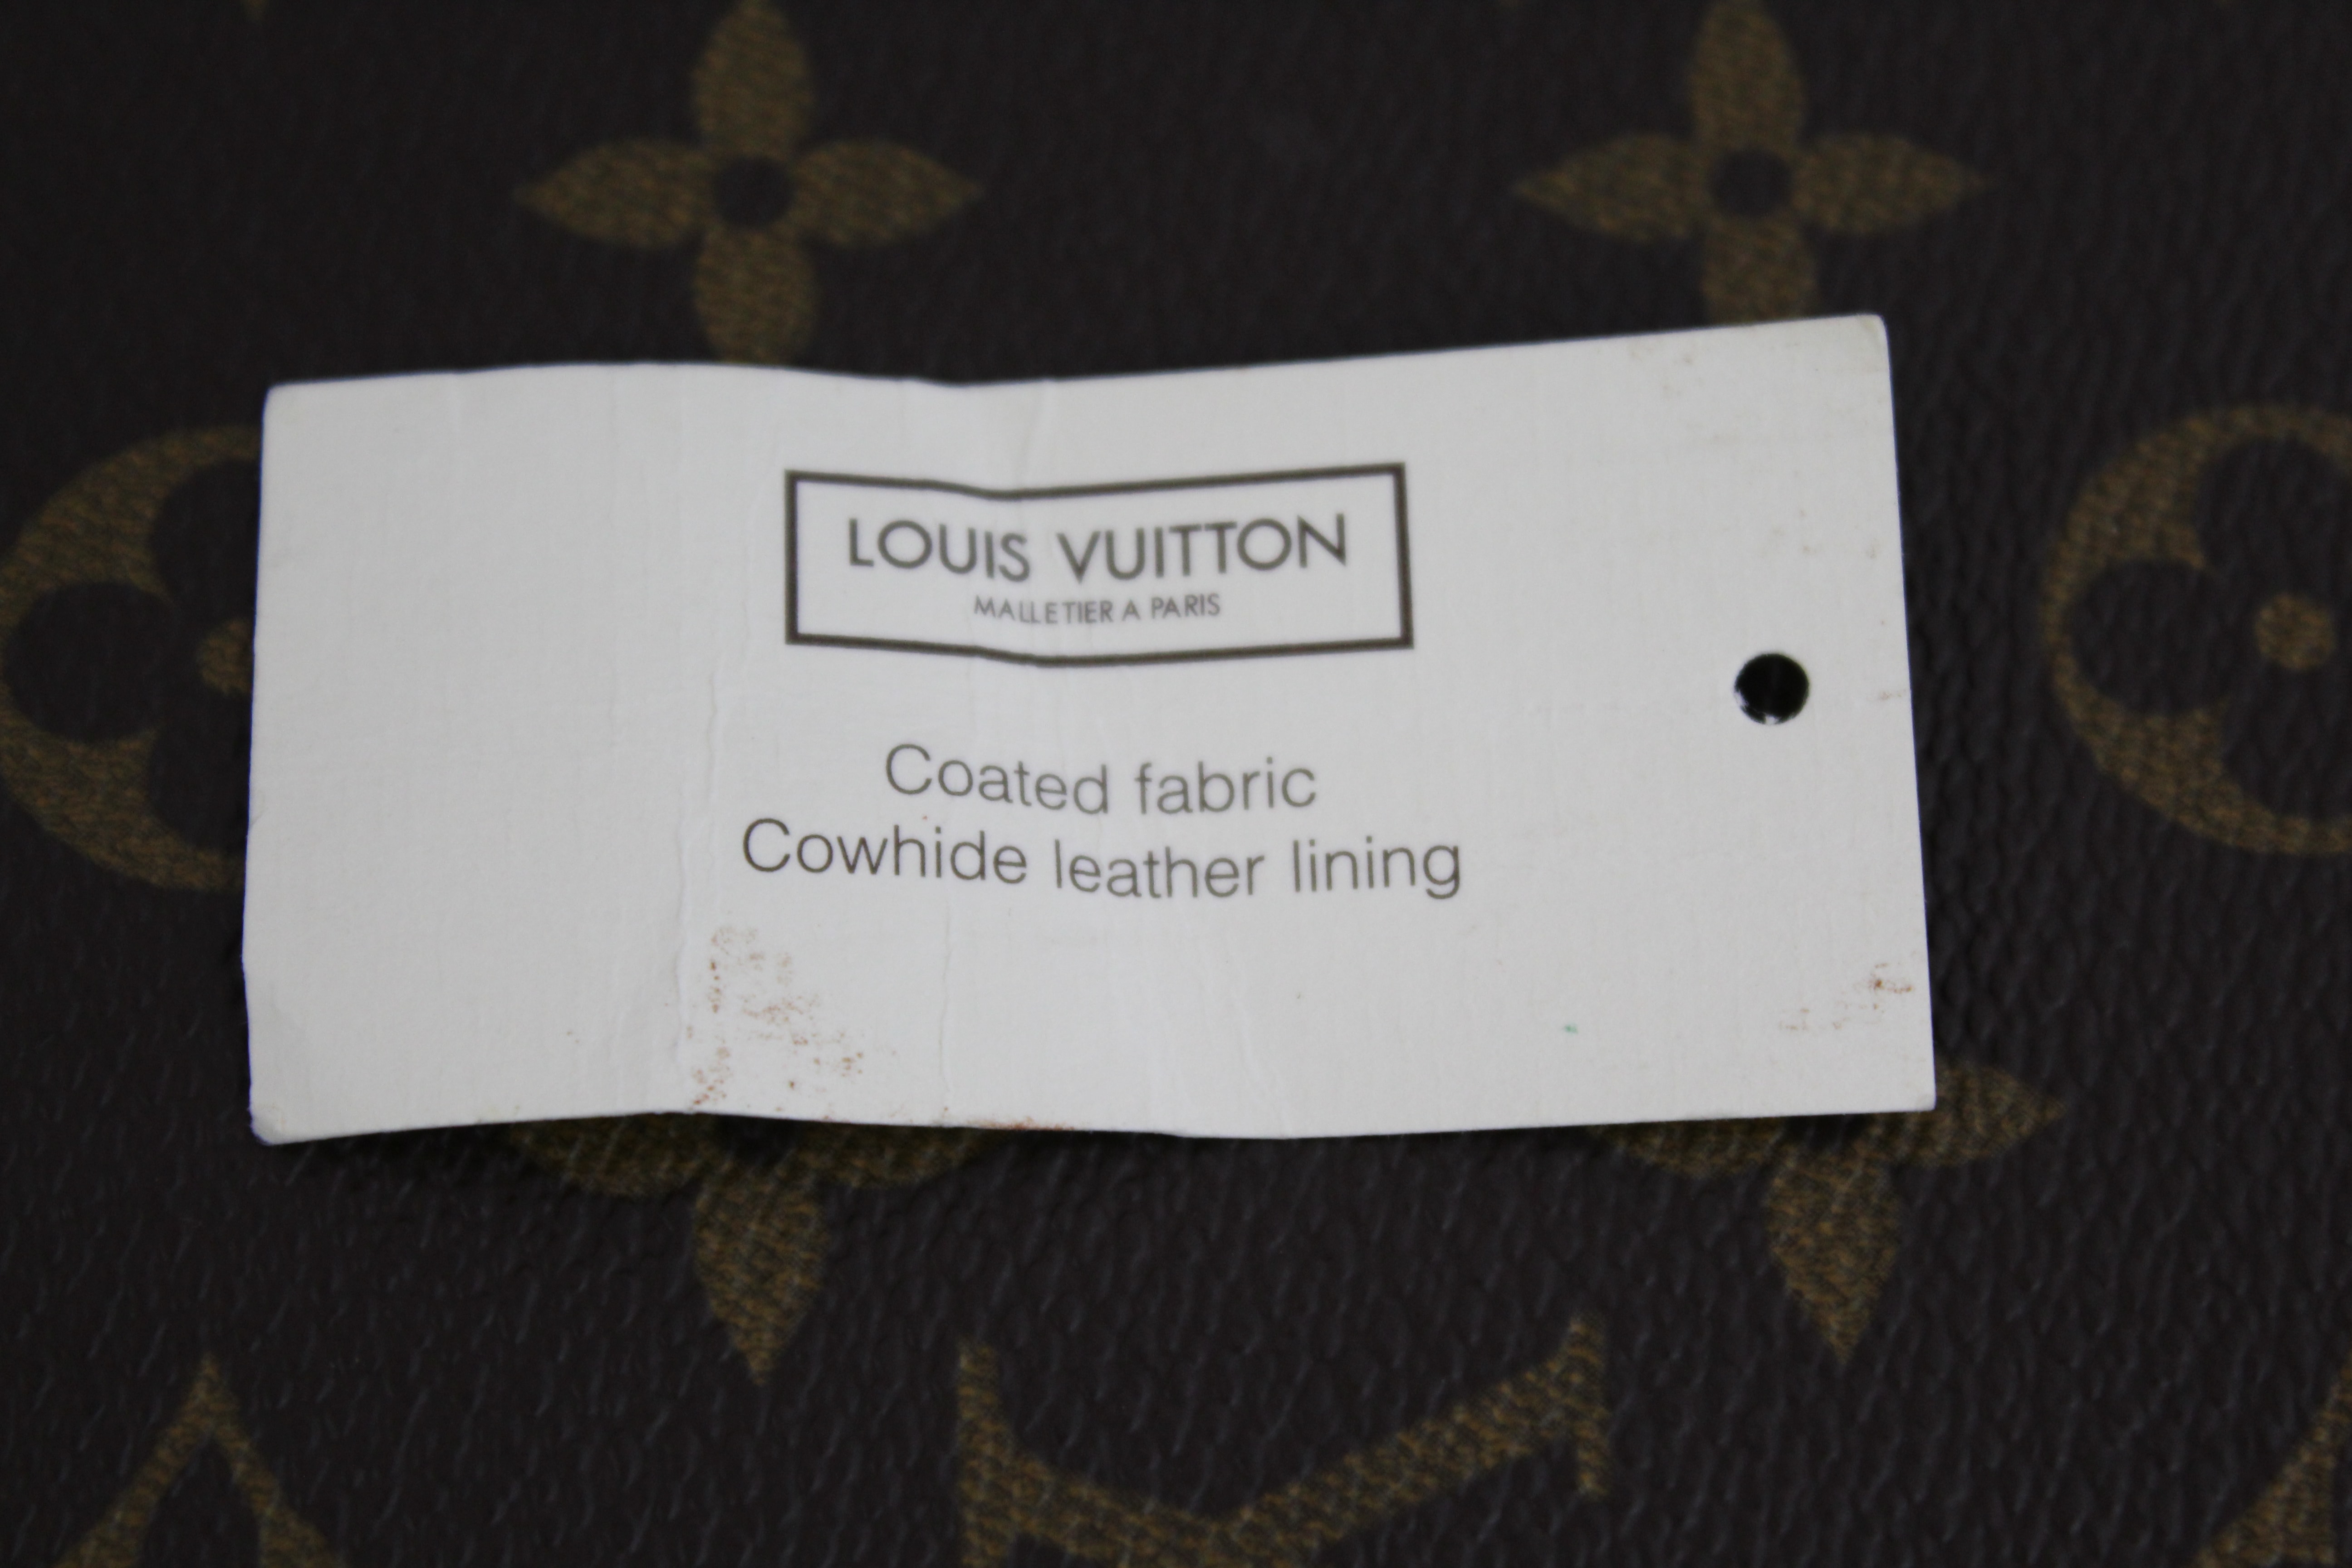 LOUIS VUITTON
MALLETIER A PARIS
Coated fabric
Cowhide leather lining